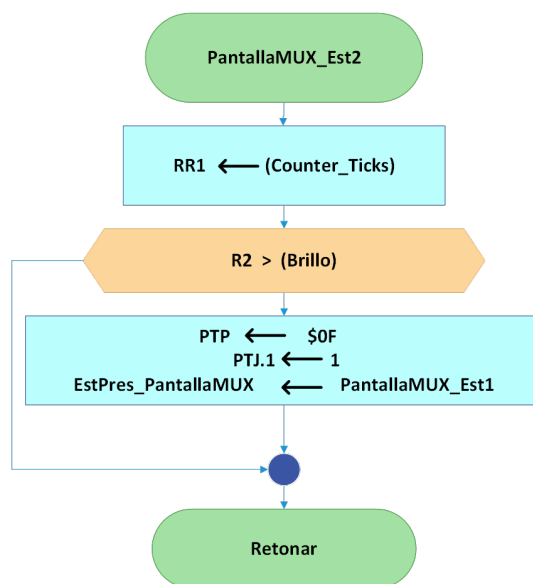 PantallaMUX_Est2
RR1 ← (Counter_Ticks)
R2 > (Brillo)
PTP ← $0F
PTJ.1 ← 1
EstPres_PantallaMUX ← PantallaMUX_Est1
Retonar